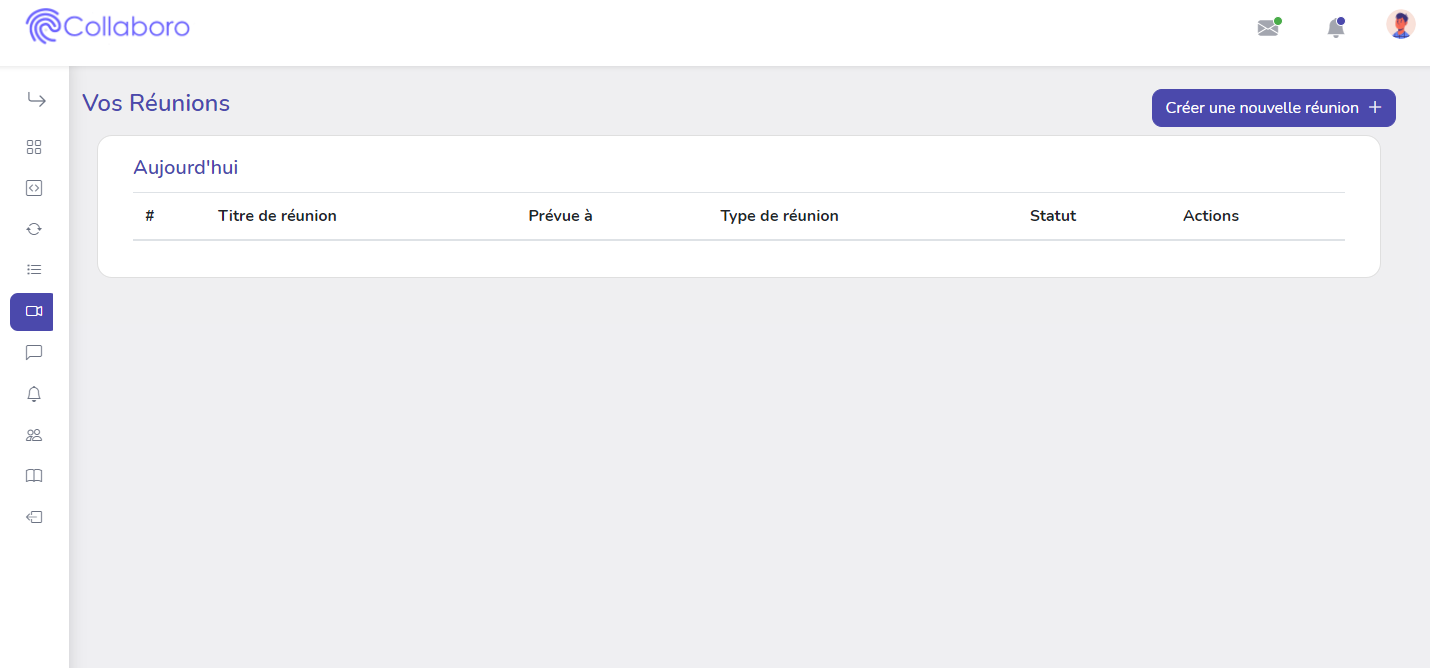 Collaboro
Vos Réunions
Créer une nouvelle réunion +
Aujourd'hui
# Titre de réunion Prévue à Type de réunion Statut Actions